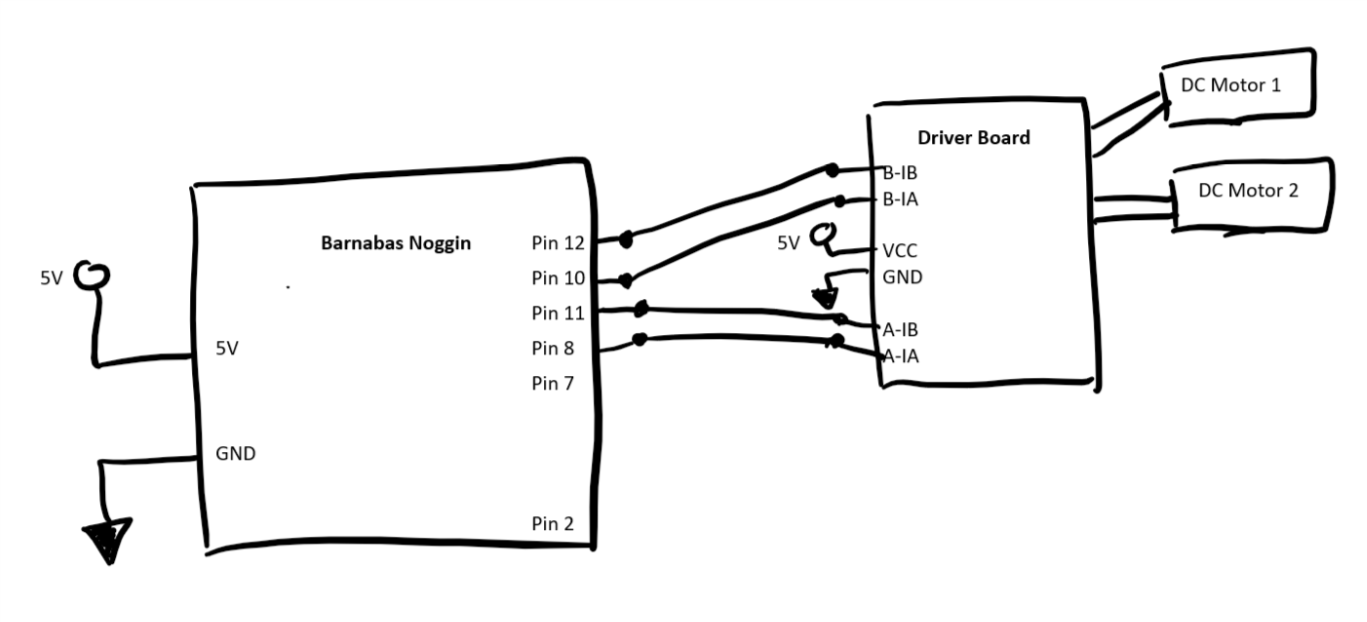 DC Motor 1
Driver Board
B-IB
DC Motor 2
B-IA
Barnabas Noggin
Pin 12
5V
VCC
5V
Pin 10
GND
Pin 11
A-IB
5V
Pin 8
A-IA
Pin 7
GND
Pin 2